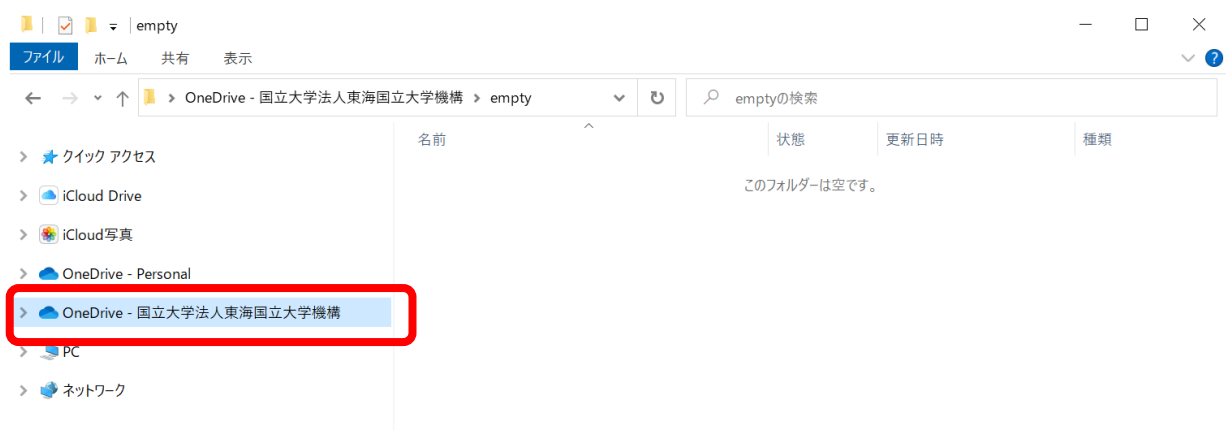 empty
ファイル ホーム 共有 表示
OneDrive - 国立大学法人東海国立大学機構 empty
emptyの検索
名前 状態 更新日時 種類
このフォルダーは空です。
クイック アクセス
iCloud Drive
iCloud写真
OneDrive - Personal
OneDrive - 国立大学法人東海国立大学機構
PC
ネットワーク